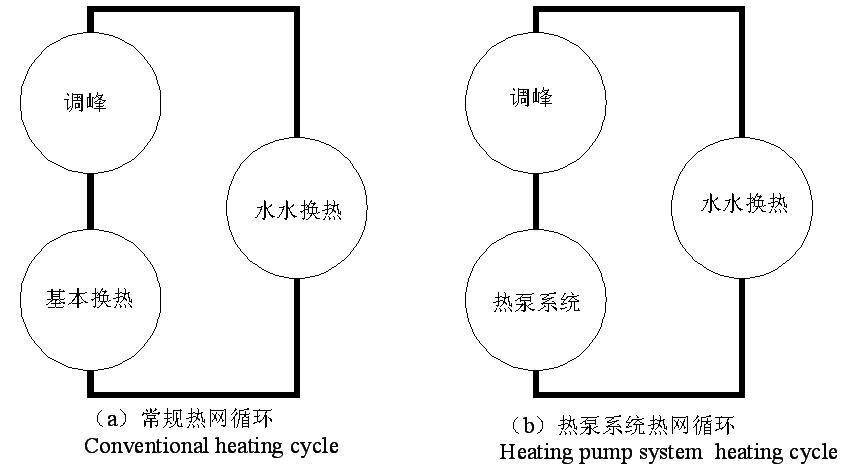 调峰
水水换热
基本换热
（a）常规热网循环
Conventional heating cycle
调峰
水水换热
热泵系统
（b）热泵系统热网循环
Heating pump system heating cycle